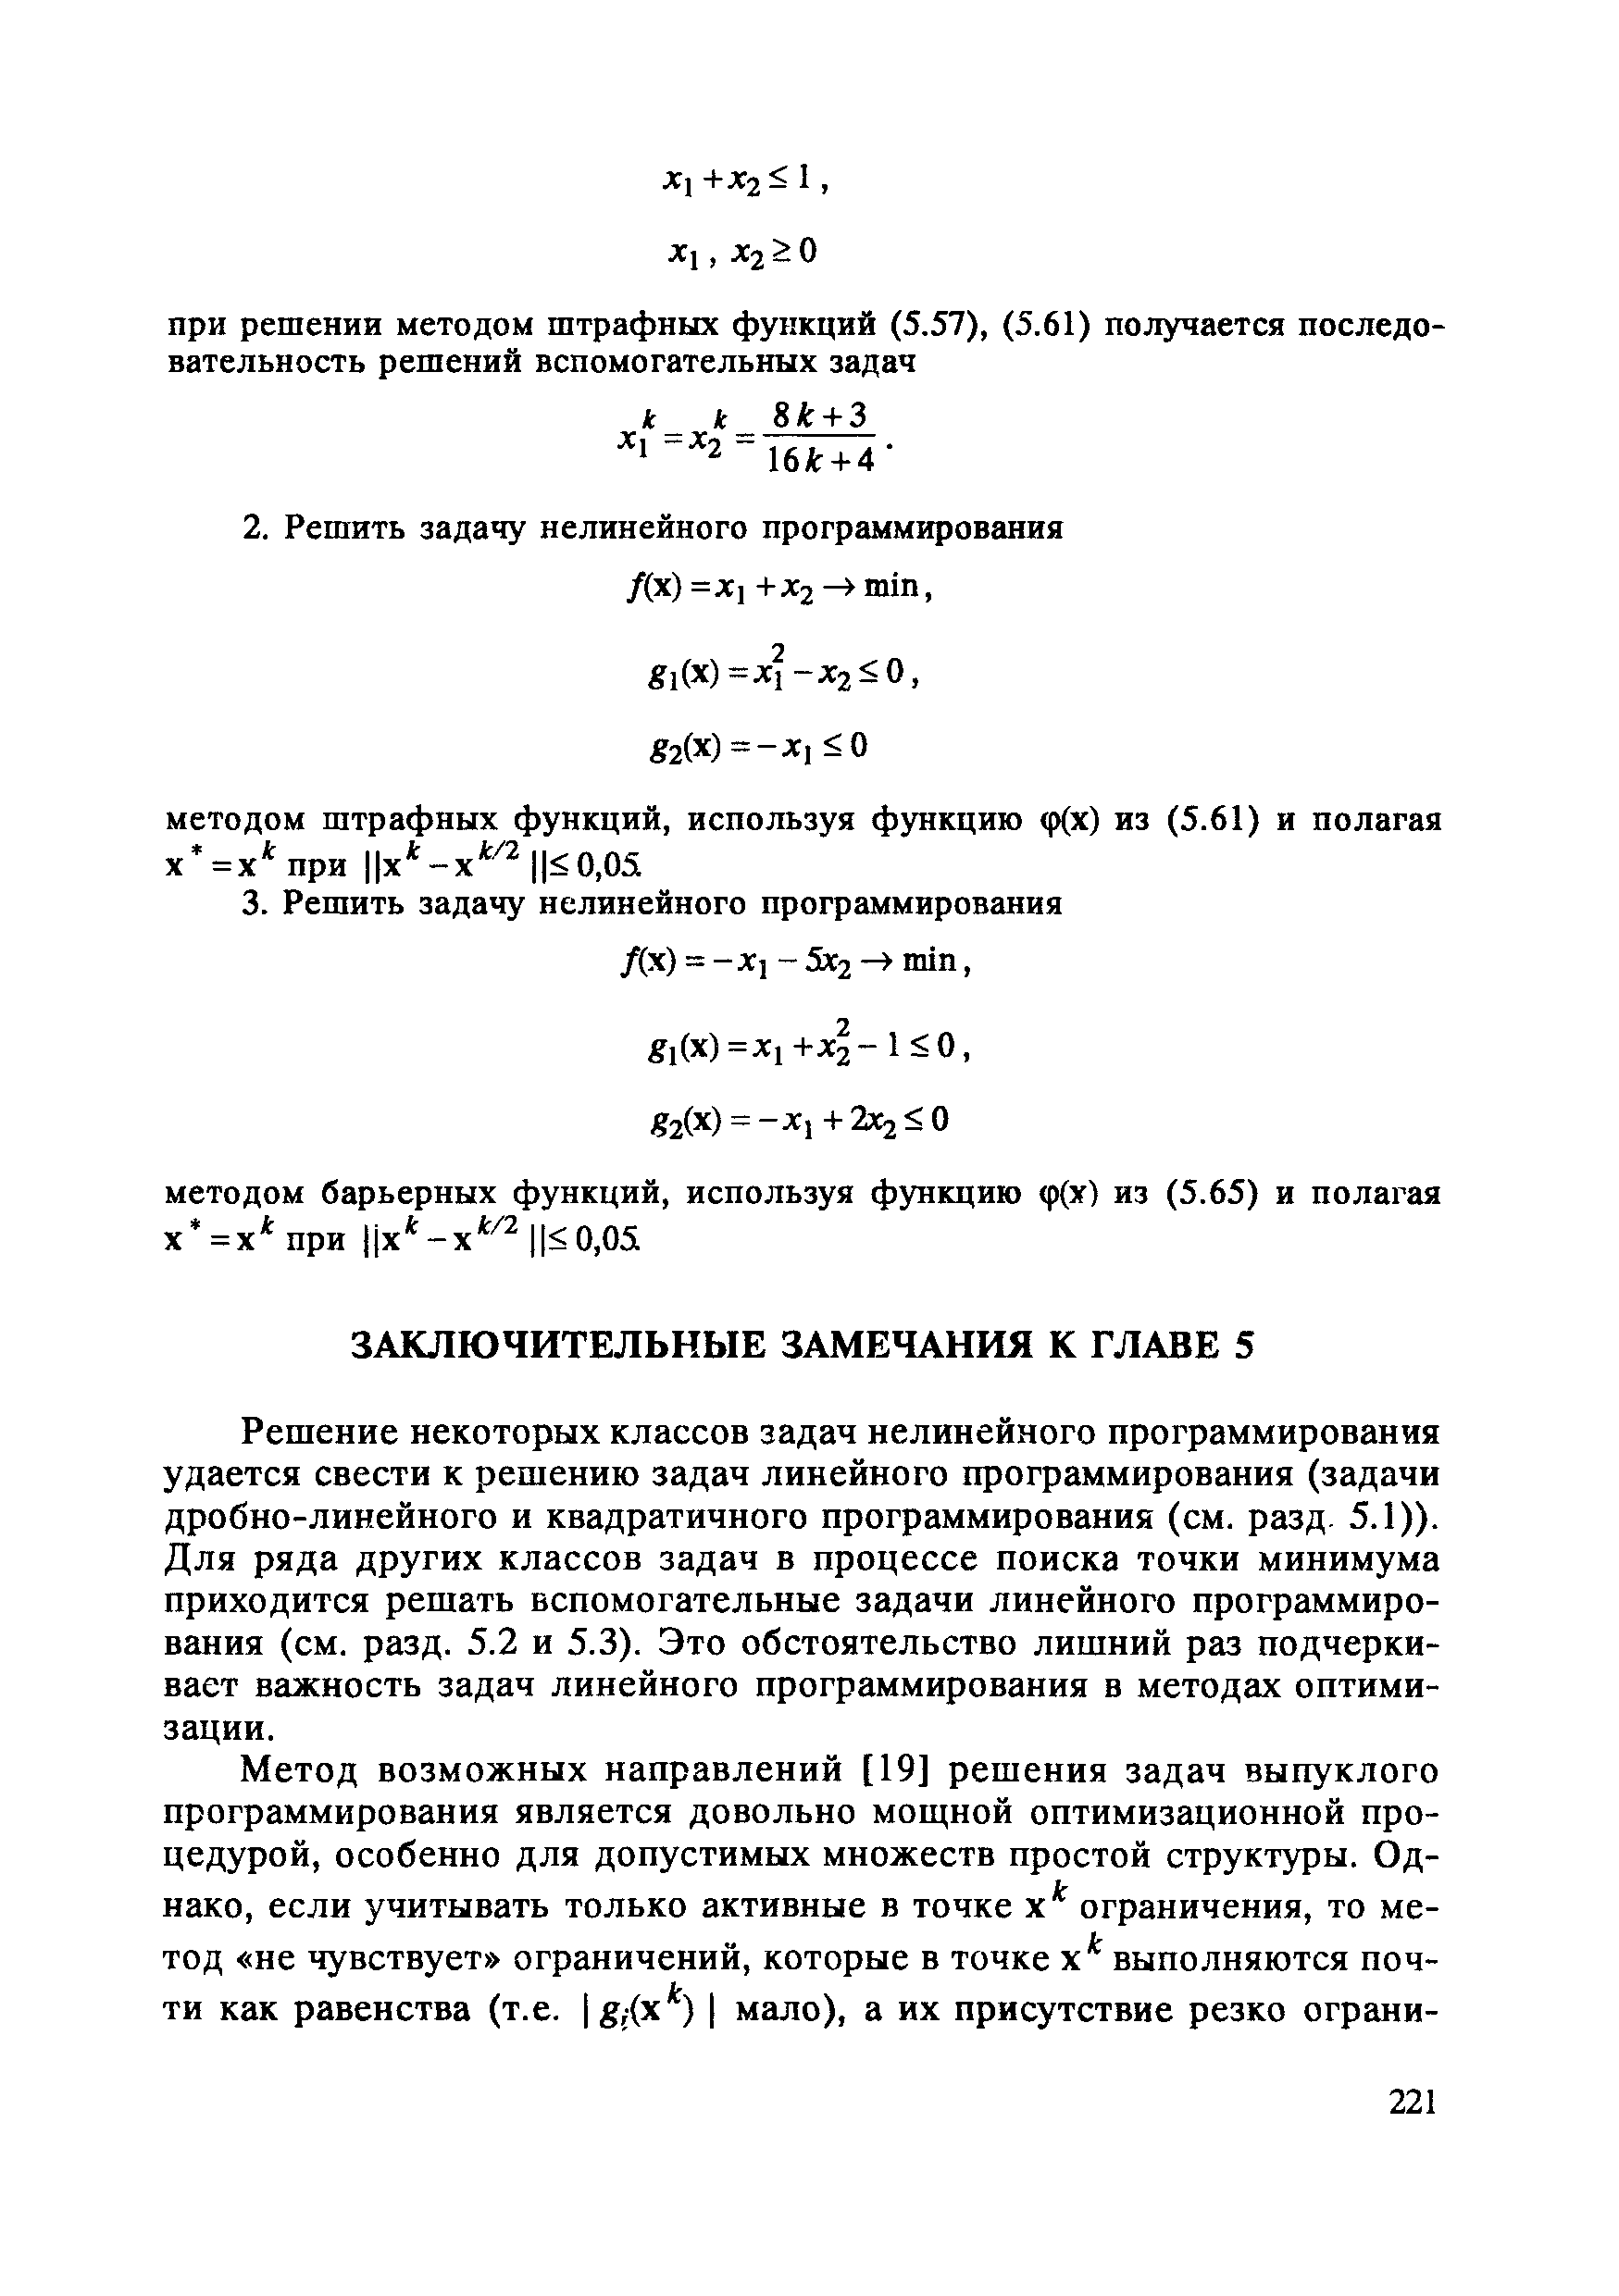 x₁ + x₂ ≤ 1 ,
x₁ , x₂ ≥ 0
при решении методом штрафных функций (5.57), (5.61) получается последо-
вательность решений вспомогательных задач
x₁ᵏ = x₂ᵏ = (8k + 3)/(16k + 4) .
2. Решить задачу нелинейного программирования
f(x) = x₁ + x₂ → min ,
g₁(x) = x₁² − x₂ ≤ 0 ,
g₂(x) = − x₁ ≤ 0
методом штрафных функций, используя функцию φ(x) из (5.61) и полагая
x* = xᵏ при ||xᵏ − x^{k/2} || ≤ 0,05.
3. Решить задачу нелинейного программирования
f(x) = − x₁ − 5x₂ → min ,
g₁(x) = x₁ + x₂² − 1 ≤ 0 ,
g₂(x) = − x₁ + 2x₂ ≤ 0
методом барьерных функций, используя функцию φ(x) из (5.65) и полагая
x* = xᵏ при ||xᵏ − x^{k/2} || ≤ 0,05.
ЗАКЛЮЧИТЕЛЬНЫЕ ЗАМЕЧАНИЯ К ГЛАВЕ 5
Решение некоторых классов задач нелинейного программирования
удается свести к решению задач линейного программирования (задачи
дробно-линейного и квадратичного программирования (см. разд. 5.1)).
Для ряда других классов задач в процессе поиска точки минимума
приходится решать вспомогательные задачи линейного программиро-
вания (см. разд. 5.2 и 5.3). Это обстоятельство лишний раз подчерки-
вает важность задач линейного программирования в методах оптими-
зации.
Метод возможных направлений [19] решения задач выпуклого
программирования является довольно мощной оптимизационной про-
цедурой, особенно для допустимых множеств простой структуры. Од-
нако, если учитывать только активные в точке xᵏ ограничения, то ме-
тод «не чувствует» ограничений, которые в точке xᵏ выполняются поч-
ти как равенства (т.е. | gᵢ(xᵏ) | мало), а их присутствие резко ограни-
221